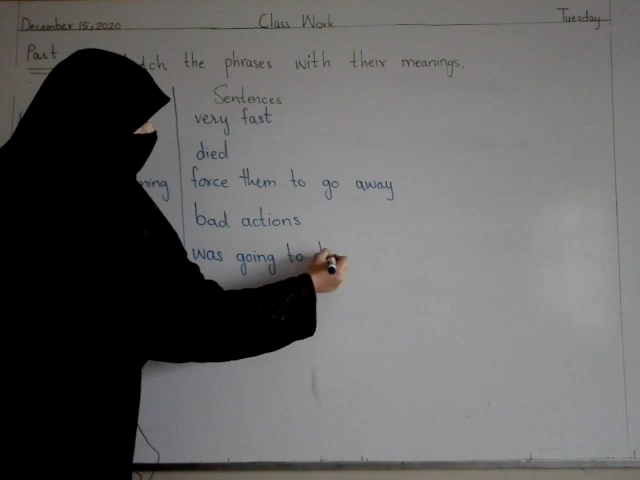 December 15, 2020 Class Work Tuesday
Past the phrases with their meanings.
Sentences
very fast
died
force them to go away
bad actions
was going to